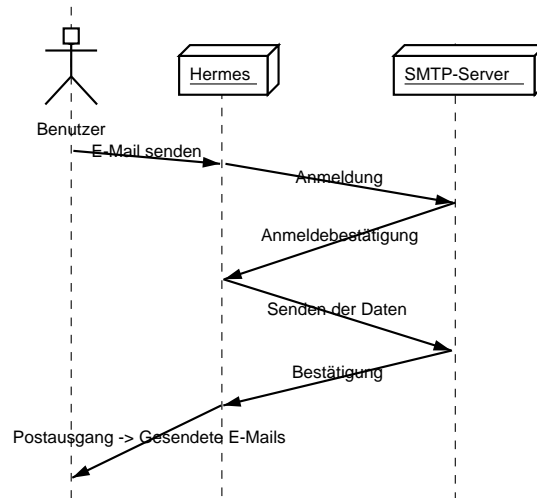 Hermes
SMTP-Server
Benutzer
E-Mail senden
Anmeldung
Anmeldebestätigung
Senden der Daten
Bestätigung
Postausgang -> Gesendete E-Mails